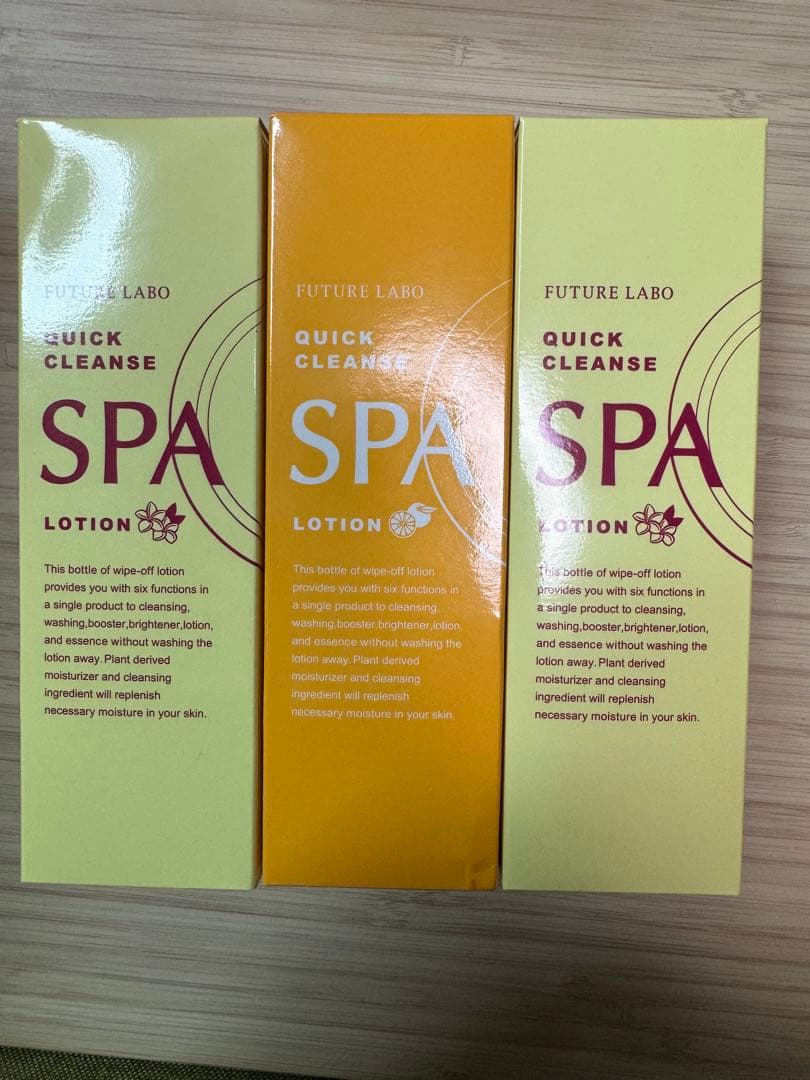 FUTURE LABO
QUICK
CLEANSE
SPA
LOTION
This bottle of wipe-off lotion
provides you with six functions in
a single product to cleansing,
washing,booster,brightener,lotion,
and essence without washing the
lotion away. Plant derived
moisturizer and cleansing
ingredient will replenish
necessary moisture in your skin.
FUTURE LABO
QUICK
CLEANSE
SPA
LOTION
This bottle of wipe-off lotion
provides you with six functions in
a single product to cleansing,
washing,booster,brightener,lotion,
and essence without washing the
lotion away. Plant derived
moisturizer and cleansing
ingredient will replenish
necessary moisture in your skin.
FUTURE LABO
QUICK
CLEANSE
SPA
LOTION
This bottle of wipe-off lotion
provides you with six functions in
a single product to cleansing,
washing,booster,brightener,lotion,
and essence without washing the
lotion away. Plant derived
moisturizer and cleansing
ingredient will replenish
necessary moisture in your skin.